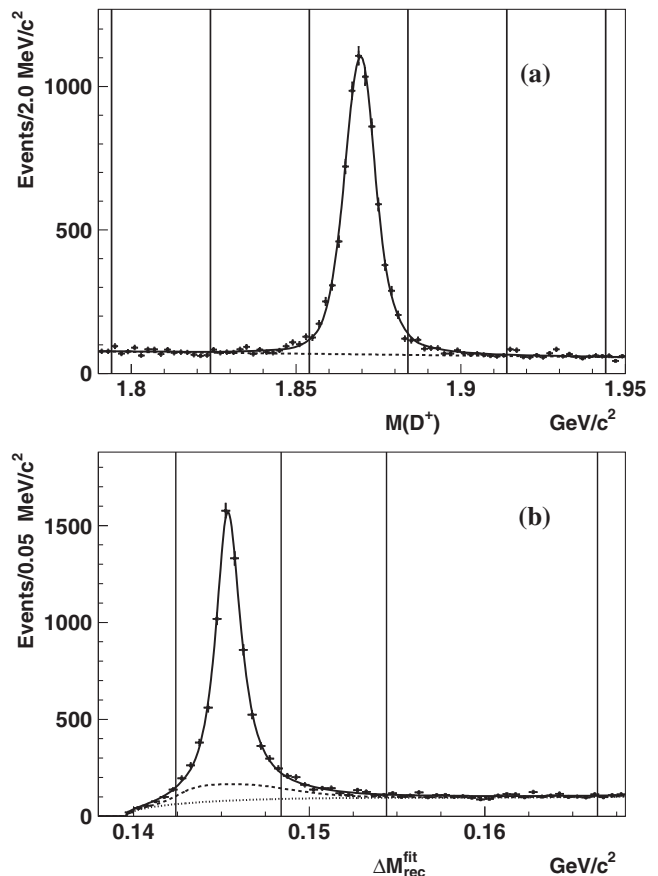 Events/2.0 MeV/c²
(a)
1000
500
0
1.8 1.85 1.9 1.95
M(D⁺) GeV/c²
Events/0.05 MeV/c²
(b)
1500
1000
500
0
0.14 0.15 0.16
ΔM^fit_rec GeV/c²